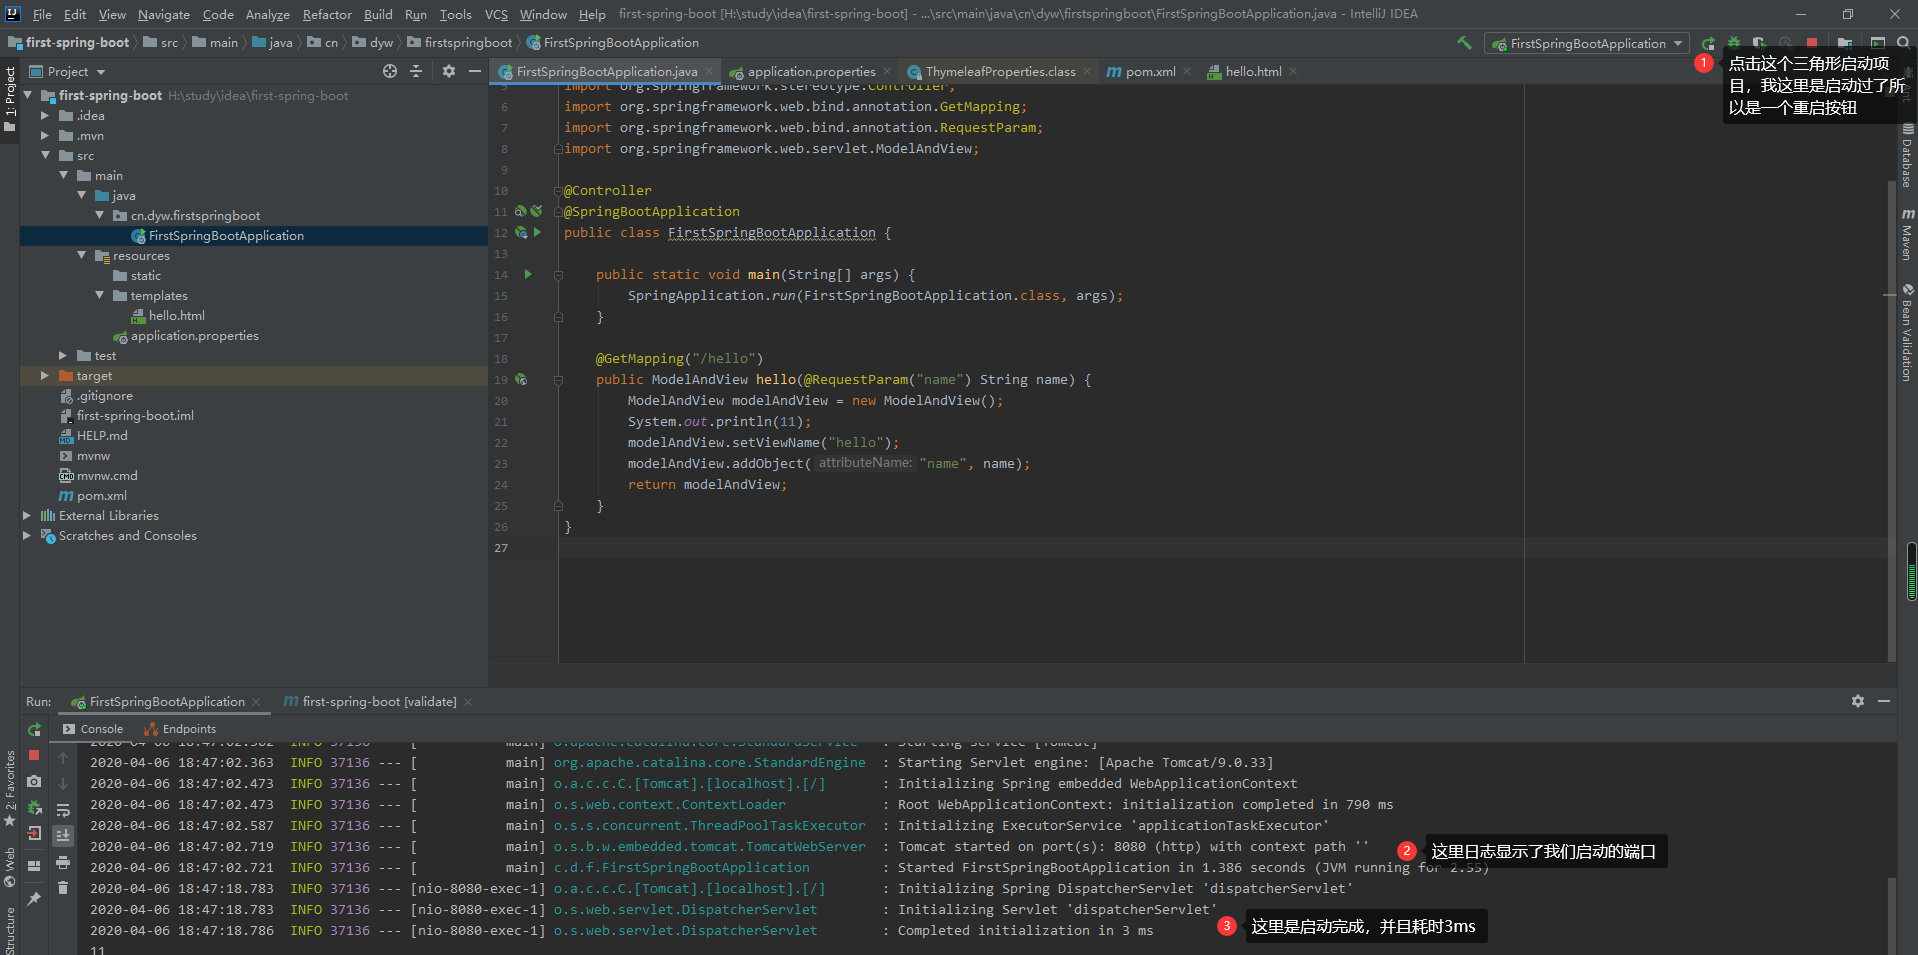 File Edit View Navigate Code Analyze Refactor Build Run Tools VCS Window Help first-spring-boot [H:\study\idea\first-spring-boot] - ...\src\main\java\cn\dyw\firstspringboot\FirstSpringBootApplication.java - IntelliJ IDEA
first-spring-boot src main java cn dyw firstspringboot FirstSpringBootApplication FirstSpringBootApplication
1 点击这个三角形启动项
目，我这里是启动过了所
以是一个重启按钮
Project
FirstSpringBootApplication.java application.properties ThymeleafProperties.class pom.xml hello.html
1: Project
first-spring-boot H:\study\idea\first-spring-boot
.idea
.mvn
src
main
java
cn.dyw.firstspringboot
FirstSpringBootApplication
resources
static
templates
hello.html
application.properties
test
target
.gitignore
first-spring-boot.iml
HELP.md
mvnw
mvnw.cmd
pom.xml
External Libraries
Scratches and Consoles
import org.springframework.stereotype.Controller;
6 import org.springframework.web.bind.annotation.GetMapping;
7 import org.springframework.web.bind.annotation.RequestParam;
8 import org.springframework.web.servlet.ModelAndView;
9
10 @Controller
11 @SpringBootApplication
12 public class FirstSpringBootApplication {
13
14 public static void main(String[] args) {
15 SpringApplication.run(FirstSpringBootApplication.class, args);
16 }
17
18 @GetMapping("/hello")
19 public ModelAndView hello(@RequestParam("name") String name) {
20 ModelAndView modelAndView = new ModelAndView();
21 System.out.println(11);
22 modelAndView.setViewName("hello");
23 modelAndView.addObject( attributeName: "name", name);
24 return modelAndView;
25 }
26 }
27
Ant
Database
Maven
Bean Validation
Run: FirstSpringBootApplication first-spring-boot [validate]
Console Endpoints
2020-04-06 18:47:02.362 INFO 37136 --- [ main] o.apache.catalina.core.StandardService : Starting service [Tomcat]
2020-04-06 18:47:02.363 INFO 37136 --- [ main] org.apache.catalina.core.StandardEngine : Starting Servlet engine: [Apache Tomcat/9.0.33]
2020-04-06 18:47:02.473 INFO 37136 --- [ main] o.a.c.c.C.[Tomcat].[localhost].[/] : Initializing Spring embedded WebApplicationContext
2020-04-06 18:47:02.473 INFO 37136 --- [ main] o.s.web.context.ContextLoader : Root WebApplicationContext: initialization completed in 790 ms
2020-04-06 18:47:02.587 INFO 37136 --- [ main] o.s.s.concurrent.ThreadPoolTaskExecutor : Initializing ExecutorService 'applicationTaskExecutor'
2020-04-06 18:47:02.719 INFO 37136 --- [ main] o.s.b.w.embedded.tomcat.TomcatWebServer : Tomcat started on port(s): 8080 (http) with context path ''
2 这里日志显示了我们启动的端口
2020-04-06 18:47:02.721 INFO 37136 --- [ main] c.d.f.FirstSpringBootApplication : Started FirstSpringBootApplication in 1.386 seconds (JVM running for 2.55)
2020-04-06 18:47:18.783 INFO 37136 --- [nio-8080-exec-1] o.a.c.c.C.[Tomcat].[localhost].[/] : Initializing Spring DispatcherServlet 'dispatcherServlet'
2020-04-06 18:47:18.783 INFO 37136 --- [nio-8080-exec-1] o.s.web.servlet.DispatcherServlet : Initializing Servlet 'dispatcherServlet'
2020-04-06 18:47:18.786 INFO 37136 --- [nio-8080-exec-1] o.s.web.servlet.DispatcherServlet : Completed initialization in 3 ms
3 这里是启动完成，并且耗时3ms
11
2: Favorites
Web
Structure